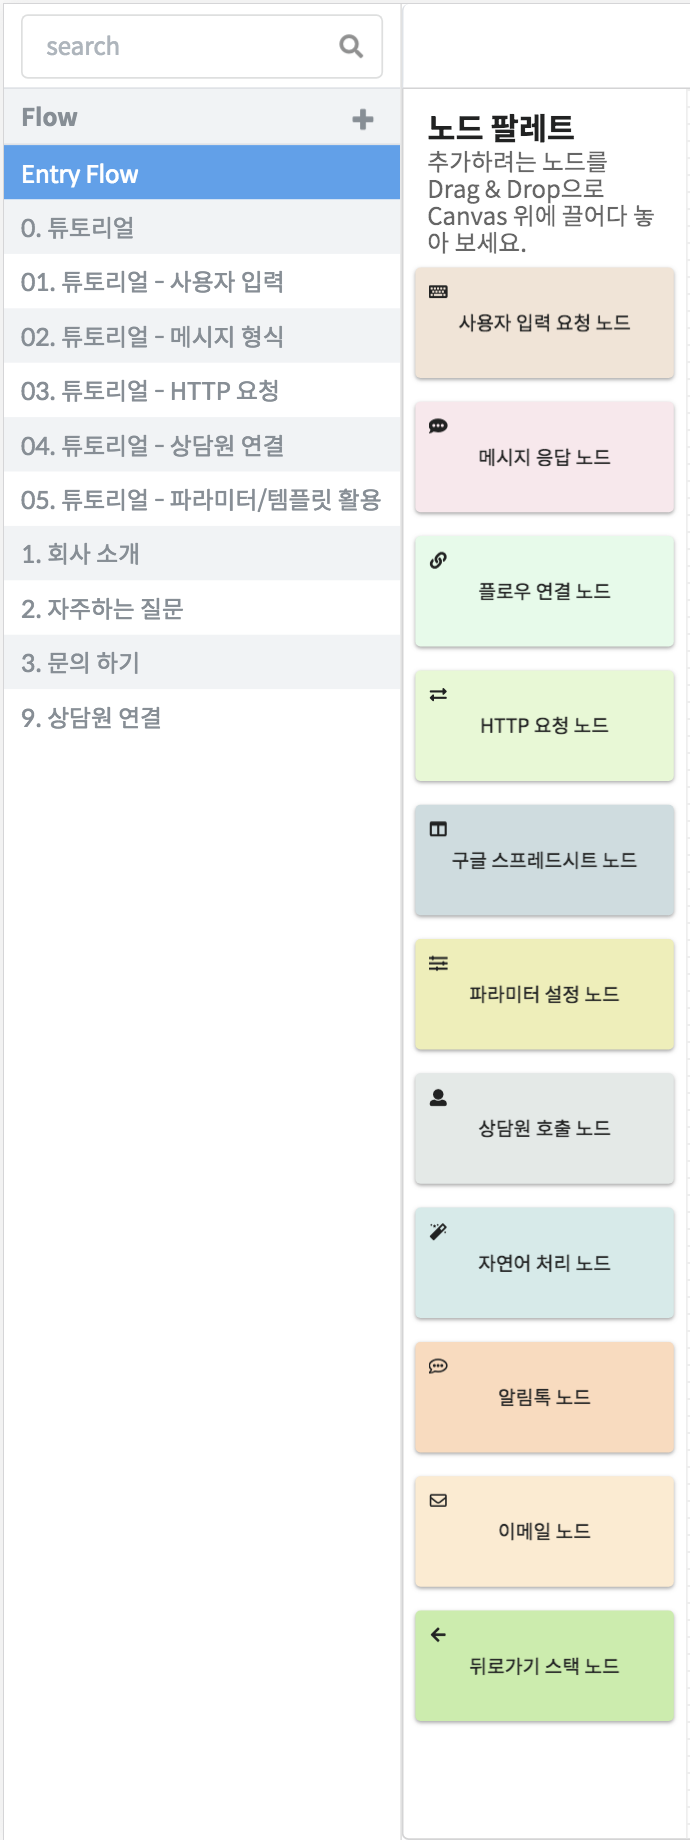 search
Flow
Entry Flow
0. 튜토리얼
01. 튜토리얼 - 사용자 입력
02. 튜토리얼 - 메시지 형식
03. 튜토리얼 - HTTP 요청
04. 튜토리얼 - 상담원 연결
05. 튜토리얼 - 파라미터/템플릿 활용
1. 회사 소개
2. 자주하는 질문
3. 문의 하기
9. 상담원 연결
노드 팔레트
추가하려는 노드를
Drag & Drop으로
Canvas 위에 끌어다 놓
아 보세요.
사용자 입력 요청 노드
메시지 응답 노드
플로우 연결 노드
HTTP 요청 노드
구글 스프레드시트 노드
파라미터 설정 노드
상담원 호출 노드
자연어 처리 노드
알림톡 노드
이메일 노드
뒤로가기 스택 노드